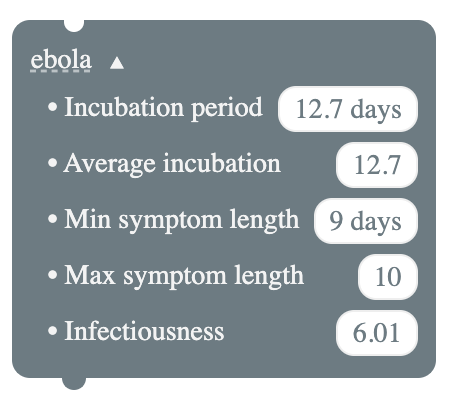 ebola ▲
• Incubation period 12.7 days
• Average incubation 12.7
• Min symptom length 9 days
• Max symptom length 10
• Infectiousness 6.01